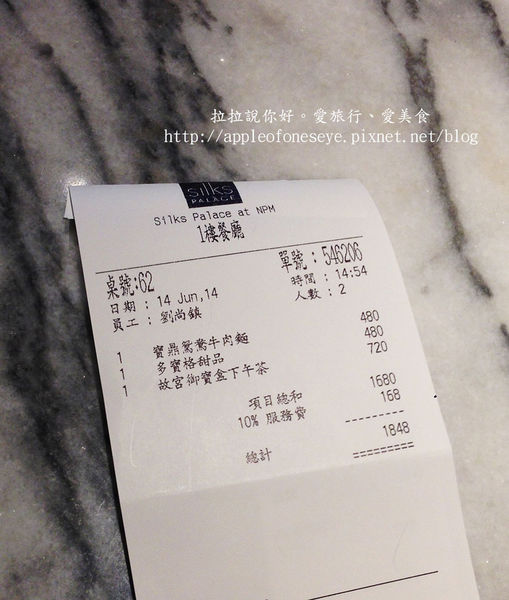 拉拉說你好。愛旅行、愛美食
http://appleofoneseye.pixnet.net/blog
silks
PALACE
Silks Palace at NPM
1樓餐廳
桌號:62 單號: 546206
日期 : 14 Jun,14 時間 : 14:54
員工 : 劉尚鎮 人數 : 2
1 寶鼎鴛鴦牛肉麵 480
1 多寶格甜品 480
1 故宮御寶盒下午茶 720
項目總和 1680
10% 服務費 168
總計 1848